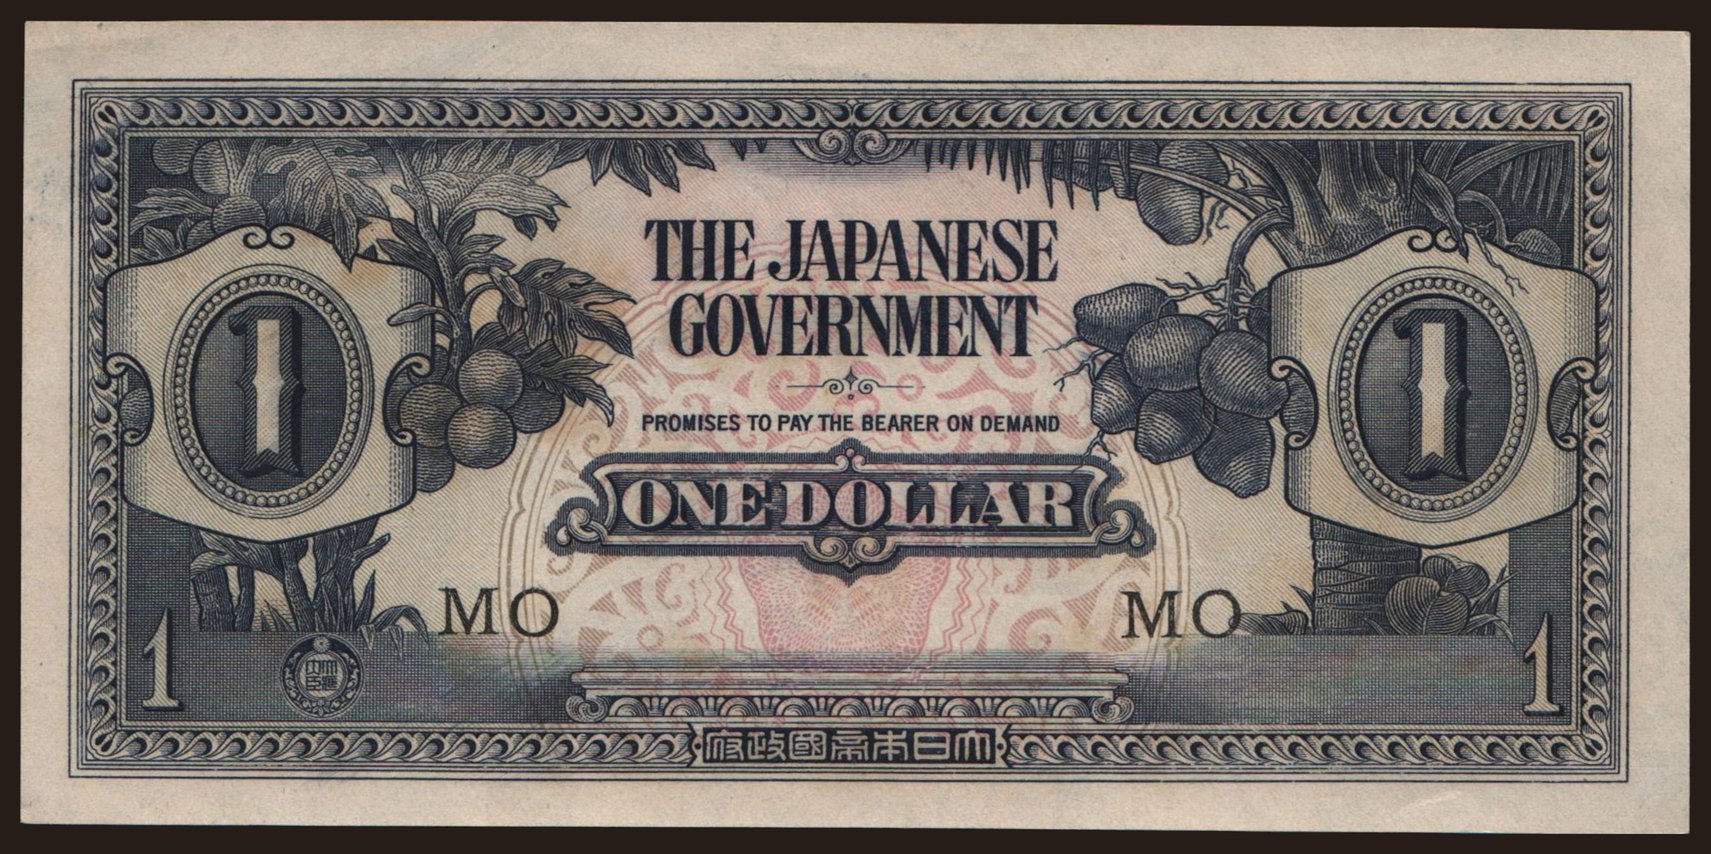 THE JAPANESE
GOVERNMENT
PROMISES TO PAY THE BEARER ON DEMAND
1
1
ONE DOLLAR
MO
MO
1
1
府政國帝本日大